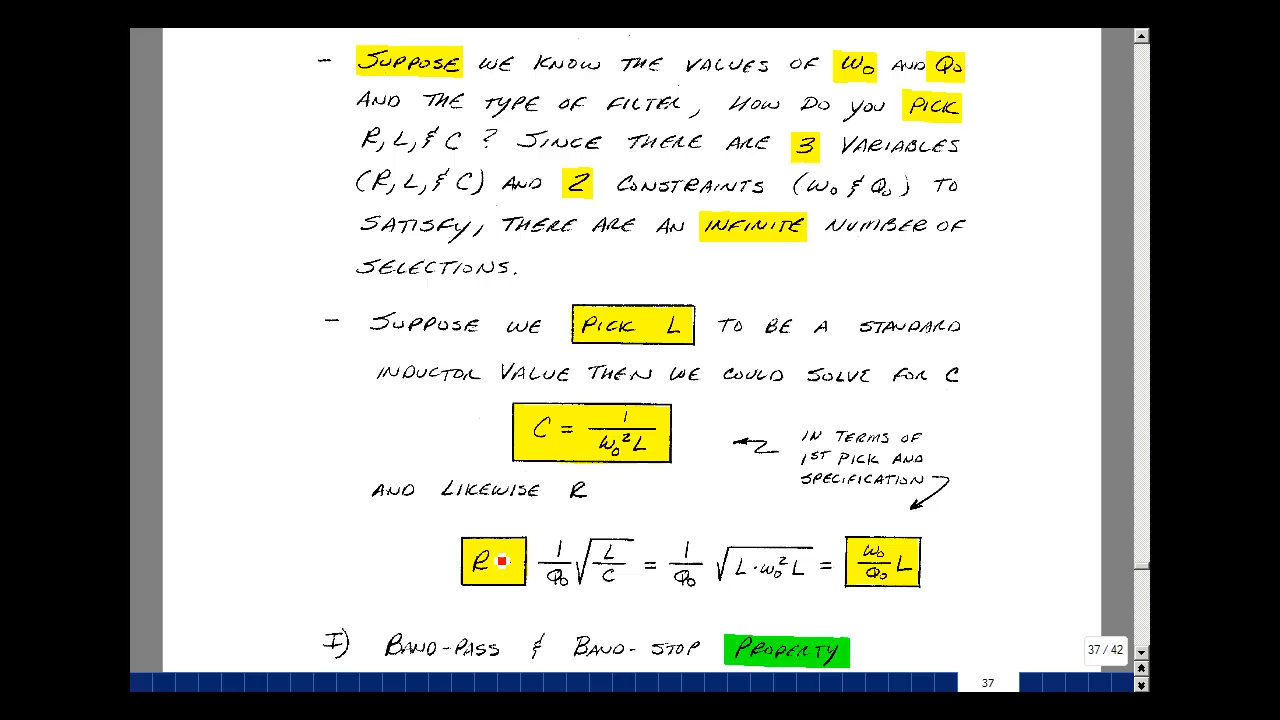 - SUPPOSE WE KNOW THE VALUES OF ω₀ AND Q₀
AND THE TYPE OF FILTER, HOW DO YOU PICK
R, L, & C ? SINCE THERE ARE 3 VARIABLES
(R, L, & C) AND 2 CONSTRAINTS (ω₀ & Q₀) TO
SATISFY, THERE ARE AN INFINITE NUMBER OF
SELECTIONS.
- SUPPOSE WE PICK L TO BE A STANDARD
INDUCTOR VALUE THEN WE COULD SOLVE FOR C
C = 1 / (ω₀² L)
IN TERMS OF
1ST PICK AND
SPECIFICATION
AND LIKEWISE R
R 1/Q₀ √(L/C) = 1/Q₀ √(L · ω₀² L) = ω₀/Q₀ L
I) BAND-PASS & BAND-STOP PROPERTY
37 / 42
37